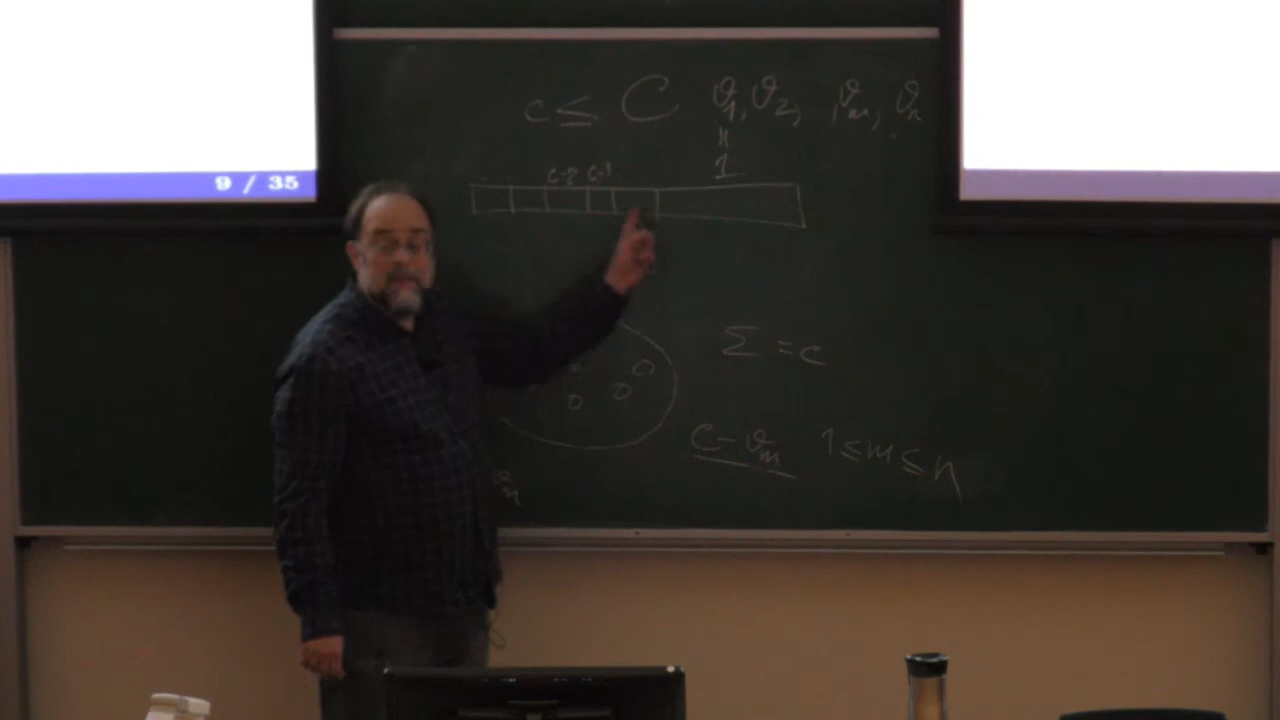 9 / 35
c ≤ C ϑ₁, ϑ₂, , ϑₘ, ϑₙ
"
1
... c-2 c-1
Σ = c
C - ϑₘ 1 ≤ m ≤ n